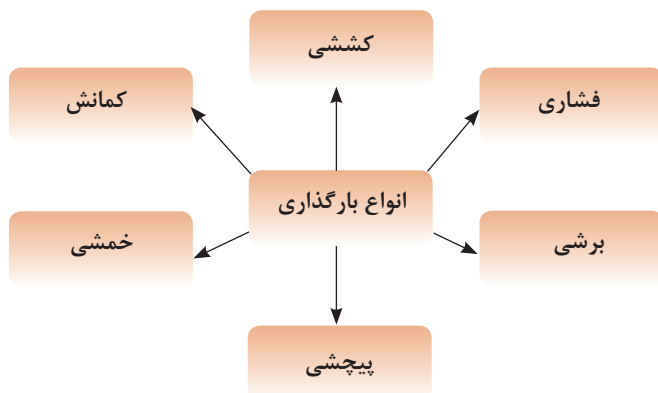 کششی
فشاری
کمانش
انواع بارگذاری
برشی
خمشی
پیچشی